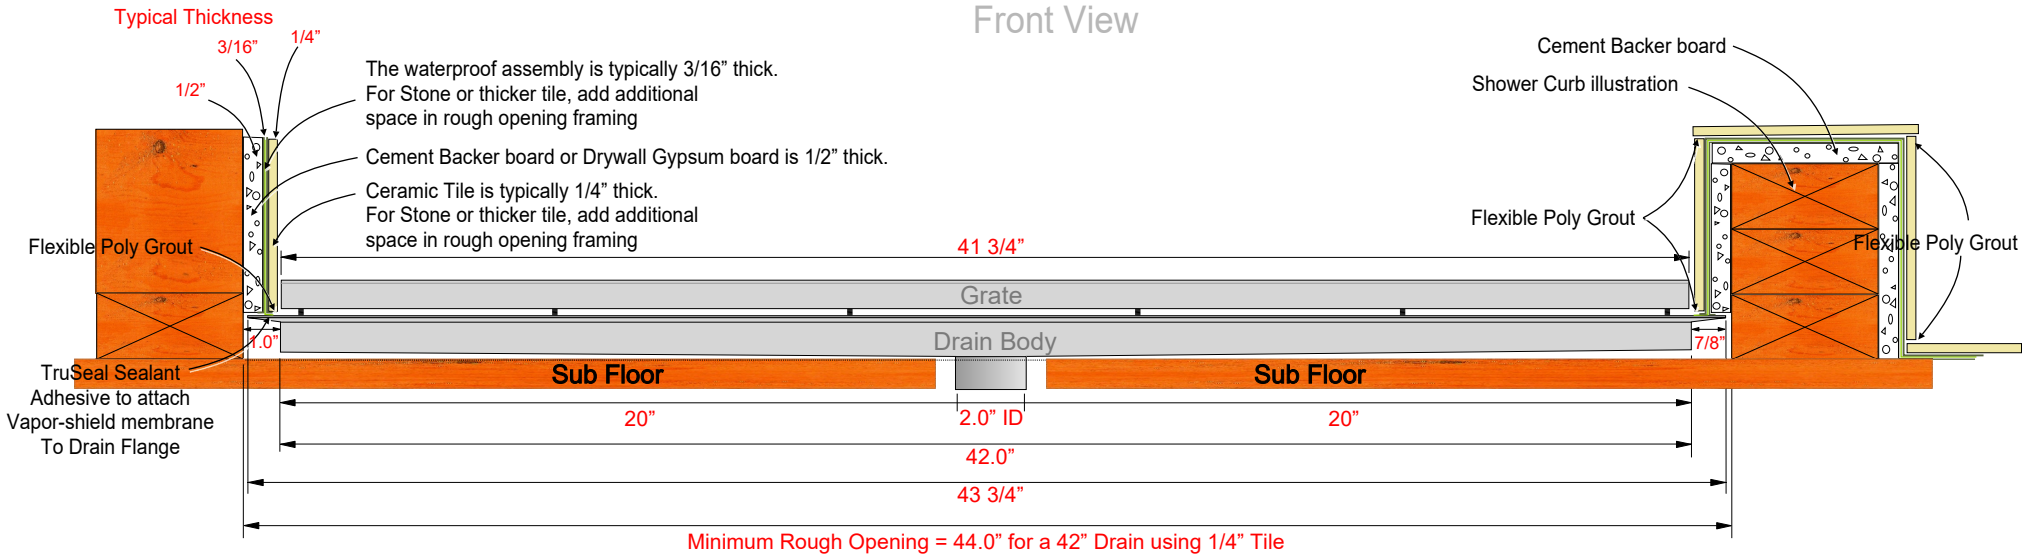 Front View
Typical Thickness
3/16”
1/4”
1/2”
The waterproof assembly is typically 3/16” thick.
For Stone or thicker tile, add additional
space in rough opening framing
Cement Backer board or Drywall Gypsum board is 1/2” thick.
Ceramic Tile is typically 1/4” thick.
For Stone or thicker tile, add additional
space in rough opening framing
Cement Backer board
Shower Curb illustration
Flexible Poly Grout
Flexible Poly Grout
Flexible Poly Grout
41 3/4”
Grate
Drain Body
1.0”
7/8”
Sub Floor
Sub Floor
TruSeal Sealant
Adhesive to attach
Vapor-shield membrane
To Drain Flange
20”
2.0” ID
20”
42.0”
43 3/4”
Minimum Rough Opening = 44.0” for a 42” Drain using 1/4” Tile